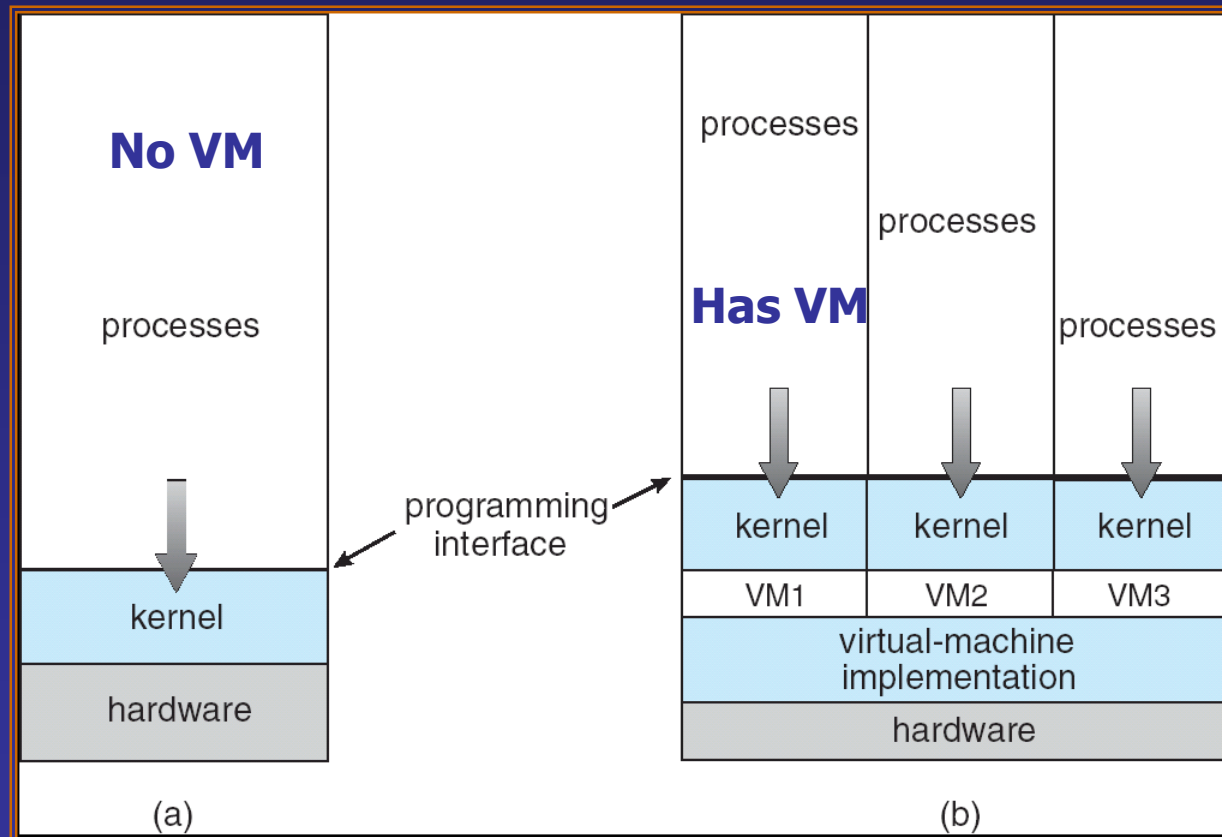 No VM
processes
kernel
hardware
(a)
programming
interface
processes
Has VM
processes
processes
kernel
kernel
kernel
VM1
VM2
VM3
virtual-machine
implementation
hardware
(b)